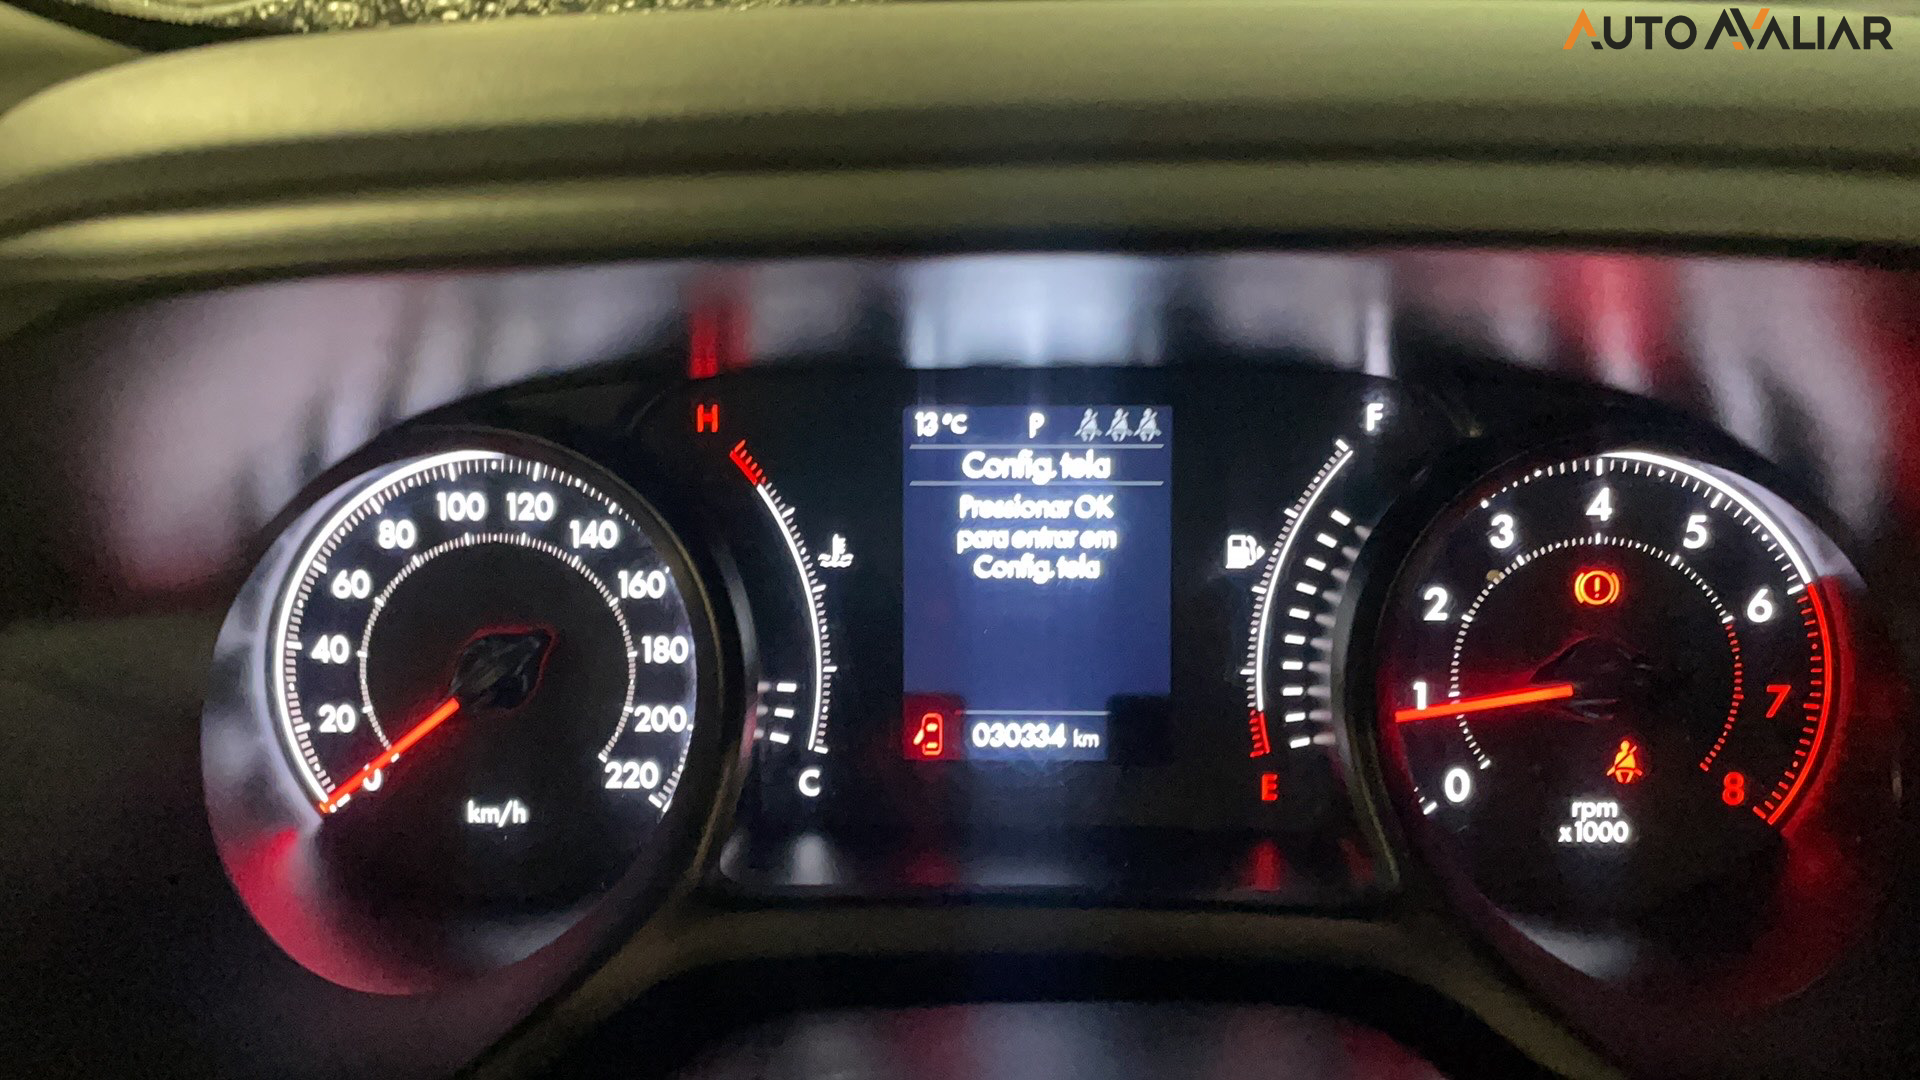 AUTO AVALIAR
H
F
13°C P
Config. tela
Pressionar OK
para entrar em
Config. tela
030334 km
C
E
0
20
40
60
80
100
120
140
160
180
200
220
km/h
0
1
2
3
4
5
6
7
8
rpm
x1000